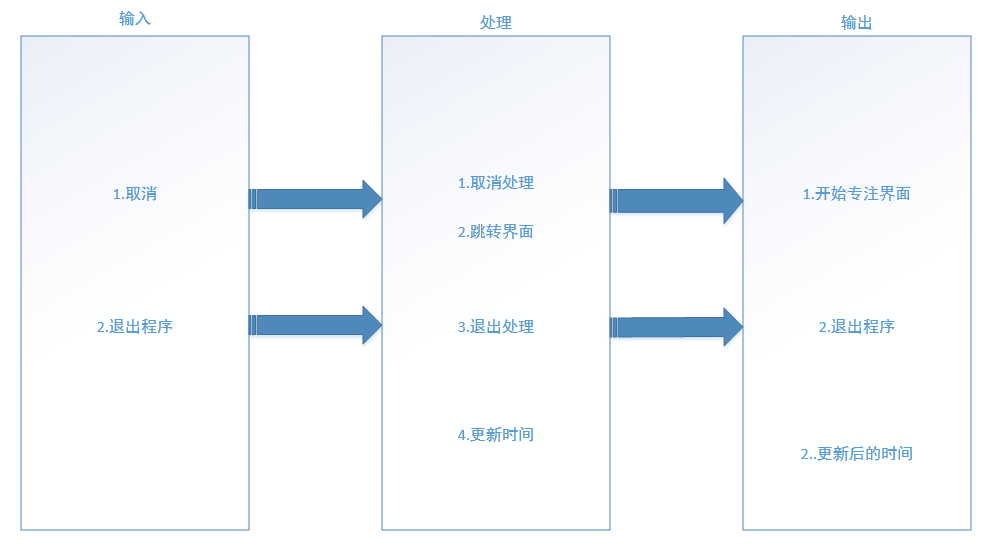 输入
处理
输出
1.取消
1.取消处理
1.开始专注界面
2.跳转界面
2.退出程序
3.退出处理
2.退出程序
4.更新时间
2..更新后的时间